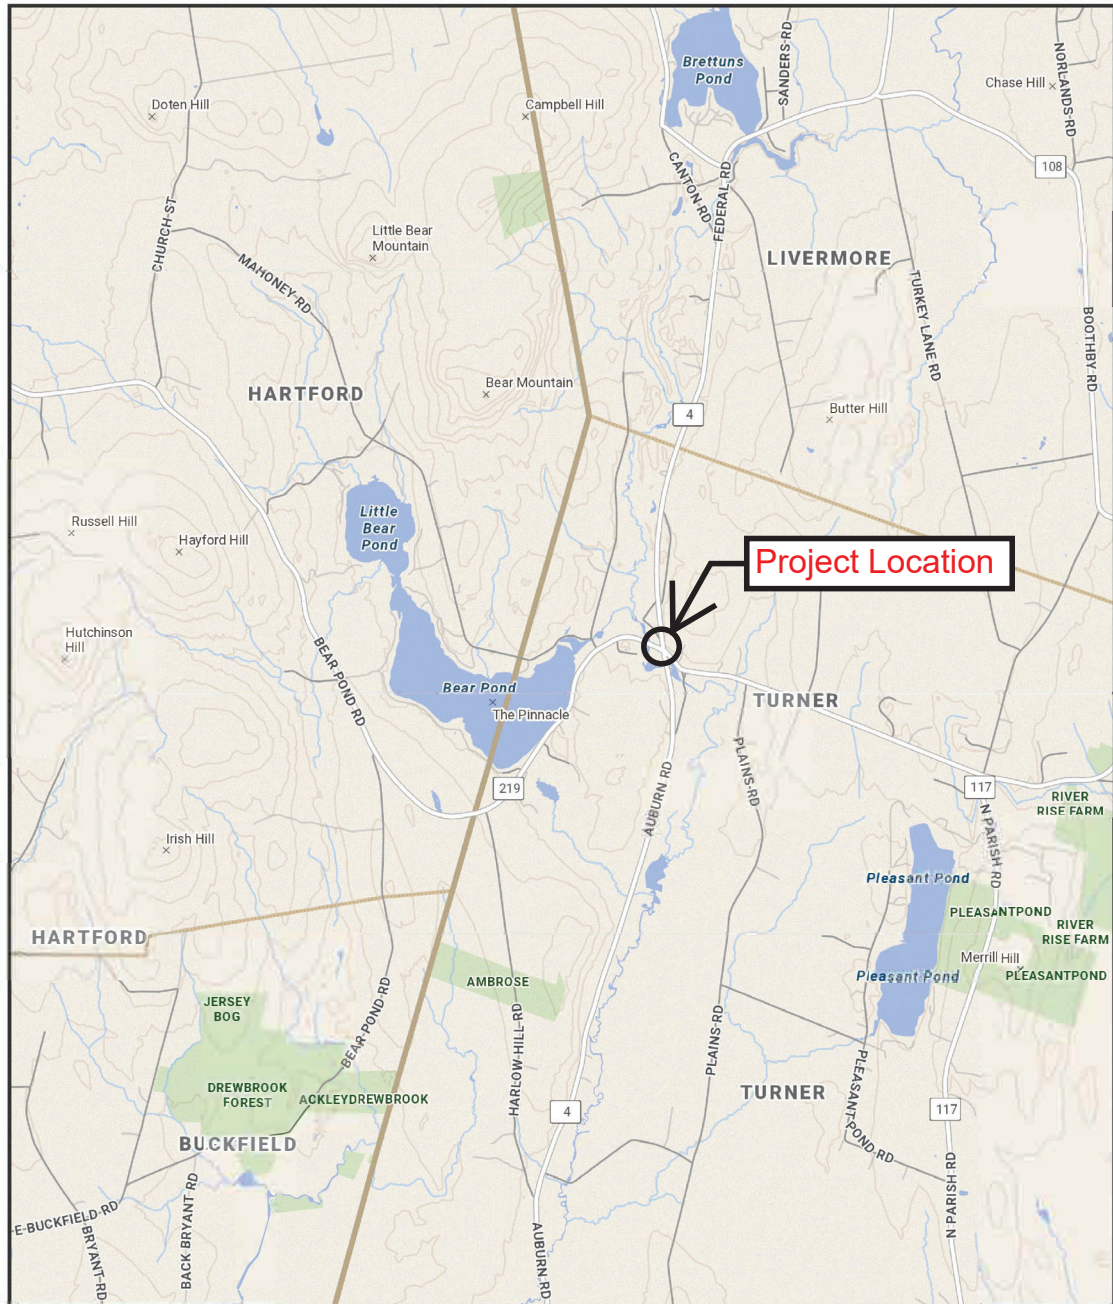 Brettuns
Pond
SANDERS RD
NORLANDS RD
Chase Hill
Doten Hill
Campbell Hill
108
CANTON RD
FEDERAL RD
CHURCH ST
Little Bear
Mountain
LIVERMORE
MAHONEY RD
TURKEY LANE RD
BOOTHBY RD
Bear Mountain
HARTFORD
4
Butter Hill
Little
Bear
Pond
Russell Hill
Hayford Hill
Project Location
Hutchinson
Hill
BEAR POND RD
Bear Pond
The Pinnacle
TURNER
PLAINS RD
AUBURN RD
219
117
RIVER
RISE FARM
N PARISH RD
Irish Hill
Pleasant Pond
PLEASANTPOND
RIVER
RISE FARM
HARTFORD
Merrill Hill
Pleasant Pond
PLEASANTPOND
AMBROSE
JERSEY
BOG
BEAR POND RD
HARLOW HILL RD
PLAINS RD
DREWBROOK
FOREST
ACKLEYDREWBROOK
TURNER
PLEASANT POND RD
4
117
BUCKFIELD
N PARISH RD
E BUCKFIELD RD
BRYANT RD
BACK BRYANT RD
AUBURN RD